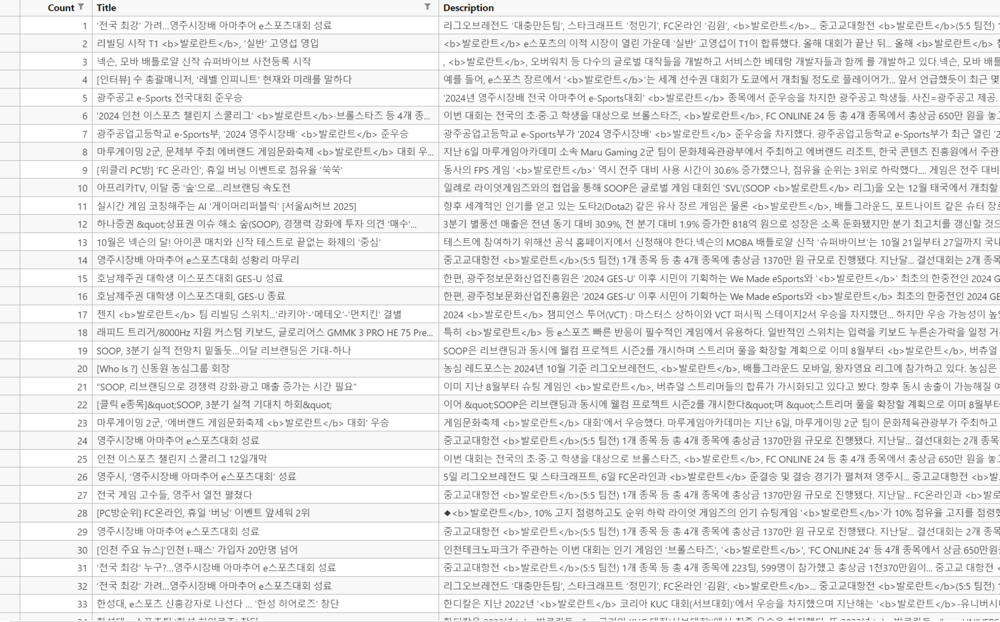 Count Title Description
1 ‘전국 최강’ 가려...영주시장배 아마추어 e스포츠대회 성료 리그오브레전드 ‘대충만든팀’, 스타크래프트 ‘정민기’, FC온라인 ‘김원’, <b>발로란트</b>... 중고교대항전 <b>발로란트</b>(5:5 팀전)
2 리빌딩 시작 T1 <b>발로란트</b>, '실반' 고영섭 영입 <b>발로란트</b> e스포츠의 이적 시장이 열린 가운데 '실반' 고영섭이 T1이 합류했다. 올해 대회가 끝난 뒤... 올해 <b>발로란트</b>
3 넥슨, 모바 배틀로얄 신작 슈퍼바이브 사전등록 시작 , <b>발로란트</b>, 오버워치 등 다수의 글로벌 대작들을 개발하고 서비스한 베테랑 개발자들과 함께 를 개발하고 있다.넥슨, 모바 배틀
4 [인터뷰] 수 총괄매니저, '레벨 인피니트' 현재와 미래를 말하다 예를 들어, e스포츠 장르에서 '<b>발로란트</b>'는 세계 선수권 대회가 도쿄에서 개최될 정도로 플레이어가... 앞서 언급했듯이 최근 몇
5 광주공고 e-Sports 전국대회 준우승 '2024년 영주시장배 전국 아마추어 e-Sports대회' <b>발로란트</b> 종목에서 준우승을 차지한 광주공고 학생들. 사진=광주공고 제공.
6 '2024 인천 이스포츠 챌린지 스쿨리그' <b>발로란트</b>·브롤스타즈 등 4개 종... 이번 대회는 전국의 초·중·고 학생을 대상으로 브롤스타즈, <b>발로란트</b>, FC ONLINE 24 등 총 4개 종목에서 총상금 650만 원을 놓고
7 광주공업고등학교 e-Sports부, '2024 영주시장배' <b>발로란트</b> 준우승 광주공업고등학교 e-Sports부가 '2024 영주시장배' <b>발로란트</b> 준우승을 차지했다. 광주공업고등학교 e-Sports부가 최근 열린 '2
8 마루게이밍 2군, 문체부 주최 에버랜드 게임문화축제 <b>발로란트</b> 대회 우... 지난 6일 마루게임아카데미 소속 Maru Gaming 2군 팀이 문화체육관광부에서 주최하고 에버랜드 리조트, 한국 콘텐츠 진흥원에서 주관
9 [위클리 PC방] 'FC 온라인', 휴일 버닝 이벤트로 점유율 '쑥쑥' 동사의 FPS 게임 '<b>발로란트</b>' 역시 전주 대비 사용 시간이 30.6% 증가했으나, 점유율 순위는 3위로 하락했다.... 게임은 전주 대비
10 아프리카TV, 이달 중 '숲'으로...리브랜딩 속도전 일례로 라이엇게임즈와의 협업을 통해 SOOP은 글로벌 게임 대회인 'SVL'(SOOP <b>발로란트</b> 리그)을 오는 12월 태국에서 개최할
11 실시간 게임 코칭해주는 AI '게이머리퍼블릭' [서울AI허브 2025] 향후 세계적인 인기를 얻고 있는 도타2(Dota2) 같은 유사 장르 게임은 물론 <b>발로란트</b>, 배틀그라운드, 포트나이트 같은 슈터 장르
12 하나증권 &quot;상표권 이슈 해소 숲(SOOP), 경쟁력 강화에 투자 의견 '매수'... 3분기 별풍선 매출은 전년 동기 대비 30.9%, 전 분기 대비 1.9% 증가한 818억 원으로 성장은 소폭 둔화됐지만 분기 최고치를 갱신할 것으
13 10월은 넥슨의 달! 아이콘 매치와 신작 테스트로 끝없는 화제의 '중심' 테스트에 참여하기 위해선 공식 홈페이지에서 신청해야 한다.넥슨의 MOBA 배틀로얄 신작 '슈퍼바이브'는 10월 21일부터 27일까지 국내
14 영주시장배 아마추어 e스포츠대회 성황리 마무리 중고교대항전 <b>발로란트</b>(5:5 팀전) 1개 종목 등 총 4개 종목에 총상금 1370만 원 규모로 진행됐다. 지난달... 결선대회는 2개 종목
15 호남제주권 대학생 이스포츠대회 GES-U 성료 한편, 광주정보문화산업진흥원은 '2024 GES-U' 이후 시민이 기획하는 We Made eSports와 '<b>발로란트</b>' 최초의 한중전인 2024 G
16 호남제주권 대학생 이스포츠대회, GES-U 종료 한편, 광주정보문화산업진흥원은 ‘2024 GES-U’ 이후 시민이 기획하는 We Made eSports와 <b>발로란트</b> 최초의 한중전인 2024 GE
17 젠지 <b>발로란트</b> 팀 리빌딩 스위치...'라키아'-'메테오'-'먼치킨' 결별 2024 <b>발로란트</b> 챔피언스 투어(VCT) : 마스터스 상하이와 VCT 퍼시픽 스테이지2서 우승을 차지했던... 하지만 우승 가능성이 높
18 래피드 트리거/8000Hz 지원 커스텀 키보드, 글로리어스 GMMK 3 PRO HE 75 Pre... 특히 <b>발로란트</b> 등 e스포츠 빠른 반응이 필수적인 게임에서 유용하다. 일반적인 스위치는 입력을 키보드 누른손가락을 일정 거
19 SOOP, 3분기 실적 전망치 밑돌듯...이달 리브랜딩은 기대-하나 SOOP은 리브랜딩과 동시에 웰컴 프로젝트 시즌2를 개시하며 스트리머 풀을 확장할 계획으로 이미 8월부터 <b>발로란트</b>, 버츄얼
20 [Who Is ?] 신동원 농심그룹 회장 농심 레드포스는 2024년 10월 기준 리그오브레전드, <b>발로란트</b>, 배틀그라운드 모바일, 왕자영요 리그에 참가하고 있다. 농심은
21 “SOOP, 리브랜딩으로 경쟁력 강화·광고 매출 증가는 시간 필요” 이미 지난 8월부터 슈팅 게임인 <b>발로란트</b>, 버츄얼 스트리머들의 합류가 가시화되고 있다고 봤다. 향후 동시 송출이 가능해질 예
22 [클릭 e종목]&quot;SOOP, 3분기 실적 기대치 하회&quot; 이어 &quot;SOOP은 리브랜딩과 동시에 웰컴 프로젝트 시즌2를 개시한다&quot;며 &quot;스트리머 풀을 확장할 계획으로 이미 8월부터
23 마루게이밍 2군, '에버랜드 게임문화축제 <b>발로란트</b> 대회' 우승 게임문화축제 <b>발로란트</b> 대회'에서 우승했다. 마루게임아카데미는 지난 6일, 마루게이밍 2군 팀이 문화체육관광부가 주최하고
24 영주시장배 아마추어 e스포츠대회 성료 중고교대항전 <b>발로란트</b>(5:5 팀전) 1개 종목 등 총 4개 종목에 총상금 1370만원 규모로 진행됐다. 지난달... 결선대회는 2개 종목
25 인천 이스포츠 챌린지 스쿨리그 12일개막 이번 대회는 전국의 초·중·고 학생을 대상으로 브롤스타즈, <b>발로란트</b>, FC ONLINE 24 등 총 4개 종목에서 총상금 650만 원을 놓고
26 영주시, ‘영주시장배 아마추어 e스포츠대회’ 성료 5일 리그오브레전드 및 스타크래프트, 6일 FC온라인과 <b>발로란트</b> 준결승 및 결승 경기가 펼쳐져 영주시... 중고교대항전 <b>발
27 전국 게임 고수들, 영주서 열전 펼쳤다 중고교대항전 <b>발로란트</b>(5:5 팀전) 1개 종목 등 총 4개 종목에 총상금 1370만원 규모로 진행됐다. 지난달... FC온라인과 <b>발로
28 [PC방순위] FC온라인, 휴일 '버닝' 이벤트 앞세워 2위 ◆<b>발로란트</b>, 10% 고지 점령하고도 순위 하락 라이엇 게임즈의 인기 슈팅게임 '<b>발로란트</b>'가 10% 점유율 고지를 점령했
29 영주시장배 아마추어 e스포츠대회 성료 중고교대항전 <b>발로란트</b>(5:5 팀전) 1개 종목 등 총 4개 종목에 총상금 1370만 원 규모로 진행됐다. 지난달... 결선대회는 2개 종목
30 [인천 주요 뉴스]'인천 I-패스' 가입자 20만명 넘어 인천테크노파크가 주관하는 이번 대회는 인기 게임인 '브롤스타즈', '<b>발로란트</b>', 'FC ONLINE 24' 등 4개 종목에서 상금 650만원을
31 ‘전국 최강’ 누구?...영주시장배 아마추어 e스포츠대회 성료 중고교대항전 <b>발로란트</b>(5:5 팀전) 1개 종목 등 총 4개 종목에 223팀, 599명이 참가했고 총상금 1천370만원이... 중고교 대항전 <
32 ‘전국 최강’ 가려...영주시장배 아마추어 e스포츠대회 성료 리그오브레전드 ‘대충만든팀’, 스타크래프트 ‘정민기’, FC온라인 ‘김원’, <b>발로란트</b>... 중고교대항전 <b>발로란트</b>(5:5 팀전)
33 한성대, e스포츠 신흥강자로 나선다 ... '한성 히어로즈' 창단 한디칼은 지난 2022년 '<b>발로란트</b> 코리아 KUC 대회(서브대회)'에서 우승을 차지했으며 지난해는 '<b>발로란트</b>-유니버시